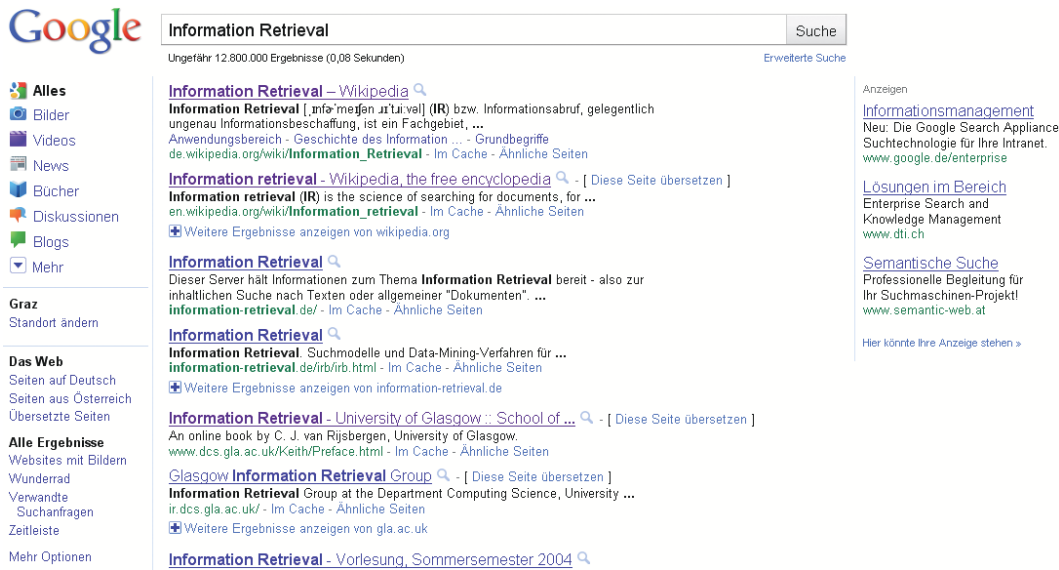 Google
Information Retrieval
Suche
Ungefähr 12.800.000 Ergebnisse (0,08 Sekunden)
Erweiterte Suche
Alles
Bilder
Videos
News
Bücher
Diskussionen
Blogs
Mehr
Graz
Standort ändern
Das Web
Seiten auf Deutsch
Seiten aus Österreich
Übersetzte Seiten
Alle Ergebnisse
Websites mit Bildern
Wunderrad
Verwandte
Suchanfragen
Zeitleiste
Mehr Optionen
Information Retrieval – Wikipedia
Information Retrieval (IR) bzw. Informationsabruf, gelegentlich
ungenau Informationsbeschaffung, ist ein Fachgebiet, ...
Anwendungsbereich - Geschichte des Information ... - Grundbegriffe
de.wikipedia.org/wiki/Information_Retrieval - Im Cache - Ähnliche Seiten
Information retrieval - Wikipedia, the free encyclopedia - [ Diese Seite übersetzen ]
Information retrieval (IR) is the science of searching for documents, for ...
en.wikipedia.org/wiki/Information_retrieval - Im Cache - Ähnliche Seiten
Weitere Ergebnisse anzeigen von wikipedia.org
Information Retrieval
Dieser Server hält Informationen zum Thema Information Retrieval bereit - also zur
inhaltlichen Suche nach Texten oder allgemeiner "Dokumenten". ...
information-retrieval.de/ - Im Cache - Ähnliche Seiten
Information Retrieval
Information Retrieval. Suchmodelle und Data-Mining-Verfahren für ...
information-retrieval.de/irb/irb.html - Im Cache - Ähnliche Seiten
Weitere Ergebnisse anzeigen von information-retrieval.de
Information Retrieval - University of Glasgow :: School of ... - [ Diese Seite übersetzen ]
An online book by C. J. van Rijsbergen, University of Glasgow.
www.dcs.gla.ac.uk/Keith/Preface.html - Im Cache - Ähnliche Seiten
Glasgow Information Retrieval Group - [ Diese Seite übersetzen ]
Information Retrieval Group at the Department Computing Science, University ...
ir.dcs.gla.ac.uk/ - Im Cache - Ähnliche Seiten
Weitere Ergebnisse anzeigen von gla.ac.uk
Information Retrieval - Vorlesung, Sommersemester 2004
Anzeigen
Informationsmanagement
Neu: Die Google Search Appliance
Suchtechnologie für Ihre Intranet.
www.google.de/enterprise
Lösungen im Bereich
Enterprise Search and
Knowledge Management
www.dti.ch
Semantische Suche
Professionelle Begleitung für
Ihr Suchmaschinen-Projekt!
www.semantic-web.at
Hier könnte Ihre Anzeige stehen »